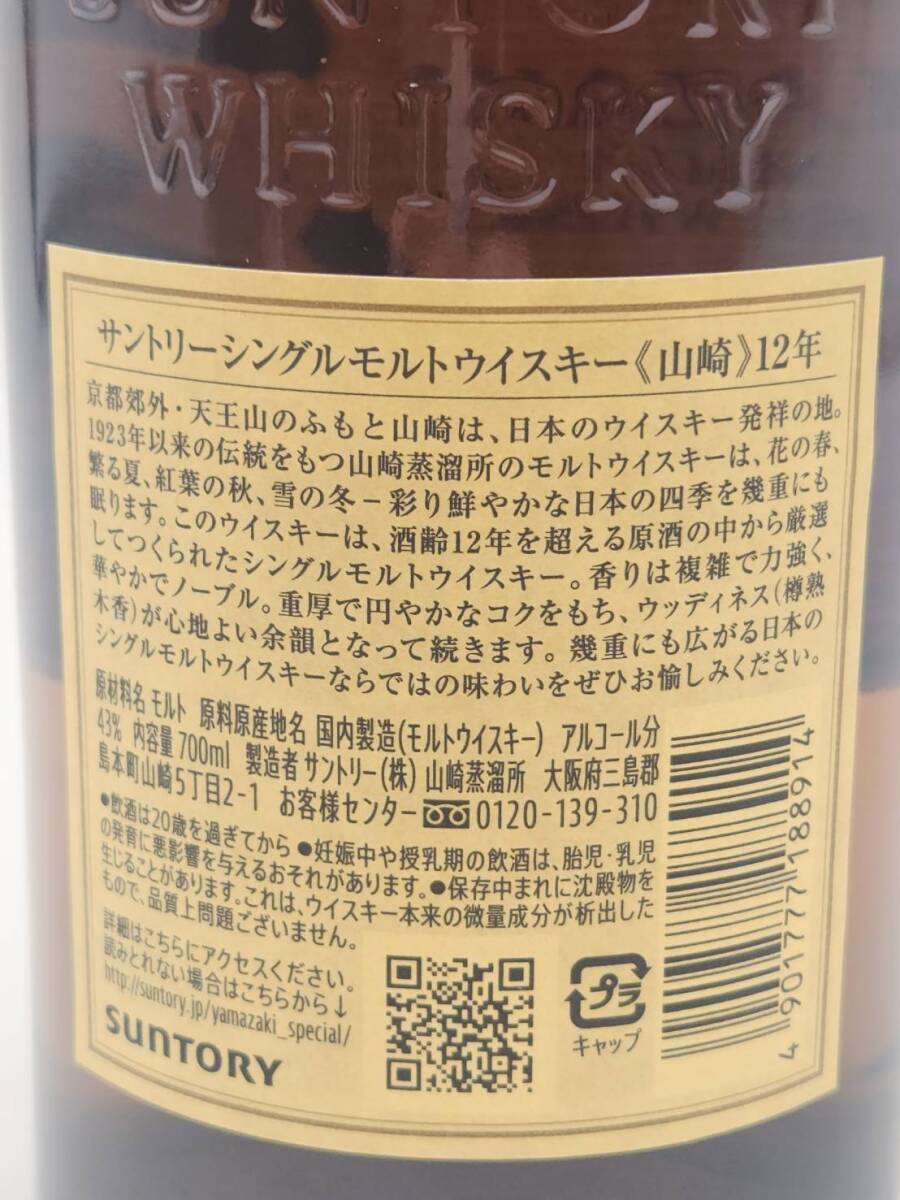 SUNTORY
WHISKY
サントリーシングルモルトウイスキー《山崎》12年
京都郊外・天王山のふもと山崎は、日本のウイスキー発祥の地。
1923年以来の伝統をもつ山崎蒸溜所のモルトウイスキーは、花の春、
繁る夏、紅葉の秋、雪の冬−彩り鮮やかな日本の四季を幾重にも
眠ります。このウイスキーは、酒齢12年を超える原酒の中から厳選
してつくられたシングルモルトウイスキー。香りは複雑で力強く、
華やかでノーブル。重厚で円やかなコクをもち、ウッディネス(樽熟
木香)が心地よい余韻となって続きます。幾重にも広がる日本の
シングルモルトウイスキーならではの味わいをぜひお愉しみください。
原材料名 モルト 原料原産地名 国内製造(モルトウイスキー) アルコール分
43% 内容量700ml 製造者 サントリー(株) 山崎蒸溜所 大阪府三島郡
島本町山崎5丁目2-1 お客様センター 0120-139-310
●飲酒は20歳を過ぎてから ●妊娠中や授乳期の飲酒は、胎児・乳児
の発育に悪影響を与えるおそれがあります。●保存中まれに沈殿物を
生じることがあります。これは、ウイスキー本来の微量成分が析出した
もので、品質上問題ございません。
詳細はこちらにアクセスください。
読みとれない場合はこちらから↓
http://suntory.jp/yamazaki_special/
SUNTORY
プラ
キャップ
4901777188914